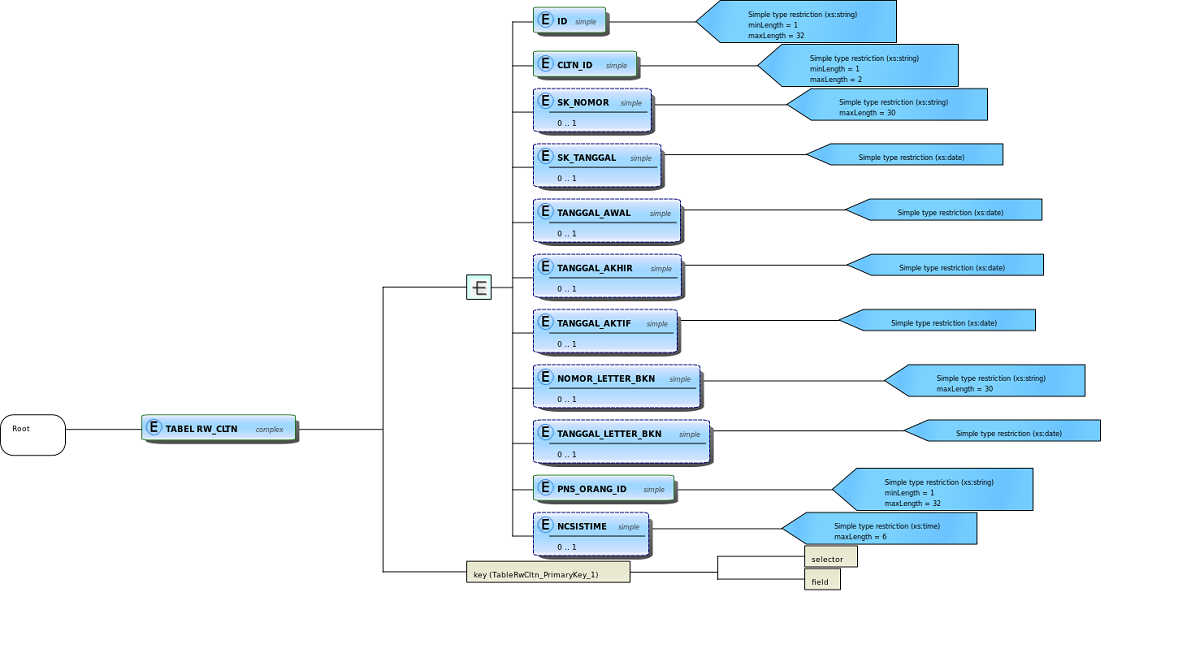 Root
E TABEL RW_CLTN complex
E ID simple
Simple type restriction (xs:string)
minLength = 1
maxLength = 32
E CLTN_ID simple
Simple type restriction (xs:string)
minLength = 1
maxLength = 2
E SK_NOMOR simple
0 .. 1
Simple type restriction (xs:string)
maxLength = 30
E SK_TANGGAL simple
0 .. 1
Simple type restriction (xs:date)
E TANGGAL_AWAL simple
0 .. 1
Simple type restriction (xs:date)
E TANGGAL_AKHIR simple
0 .. 1
Simple type restriction (xs:date)
E TANGGAL_AKTIF simple
0 .. 1
Simple type restriction (xs:date)
E NOMOR_LETTER_BKN simple
0 .. 1
Simple type restriction (xs:string)
maxLength = 30
E TANGGAL_LETTER_BKN simple
0 .. 1
Simple type restriction (xs:date)
E PNS_ORANG_ID simple
Simple type restriction (xs:string)
minLength = 1
maxLength = 32
E NCSISTIME simple
0 .. 1
Simple type restriction (xs:time)
maxLength = 6
key (TableRwCltn_PrimaryKey_1)
selector
field